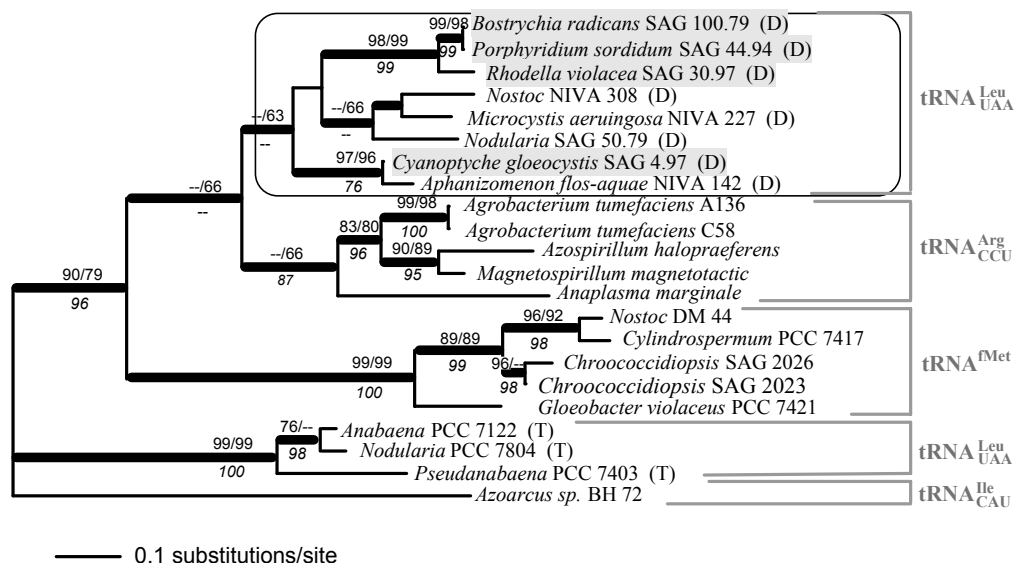 99/98
Bostrychia radicans SAG 100.79 (D)
98/99
99
Porphyridium sordidum SAG 44.94 (D)
99
Rhodella violacea SAG 30.97 (D)
tRNA Leu UAA
--/66
Nostoc NIVA 308 (D)
--/63
Microcystis aeruingosa NIVA 227 (D)
--
--
Nodularia SAG 50.79 (D)
97/96
Cyanoptyche gloeocystis SAG 4.97 (D)
76
Aphanizomenon flos-aquae NIVA 142 (D)
--/66
--
99/98
Agrobacterium tumefaciens A136
83/80
100
Agrobacterium tumefaciens C58
tRNA Arg CCU
--/66
96
90/89
Azospirillum halopraeferens
87
95
Magnetospirillum magnetotactic
90/79
Anaplasma marginale
96
96/92
Nostoc DM 44
89/89
98
Cylindrospermum PCC 7417
99/99
99
96/--
Chroococcidiopsis SAG 2026
tRNA fMet
100
98
Chroococcidiopsis SAG 2023
Gloeobacter violaceus PCC 7421
76/--
Anabaena PCC 7122 (T)
99/99
98
Nodularia PCC 7804 (T)
tRNA Leu UAA
100
Pseudanabaena PCC 7403 (T)
Azoarcus sp. BH 72
tRNA Ile CAU
0.1 substitutions/site